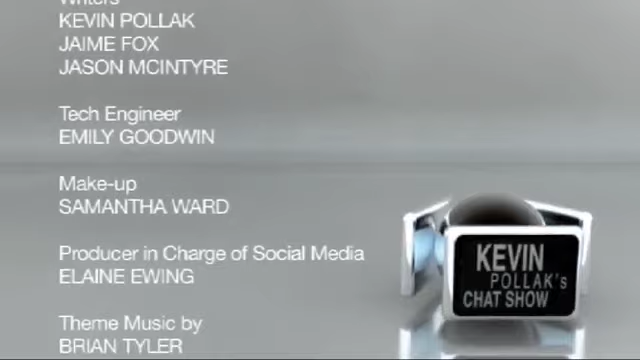 Writers
KEVIN POLLAK
JAIME FOX
JASON MCINTYRE
Tech Engineer
EMILY GOODWIN
Make-up
SAMANTHA WARD
Producer in Charge of Social Media
ELAINE EWING
Theme Music by
BRIAN TYLER
KEVIN
POLLAK's
CHAT SHOW